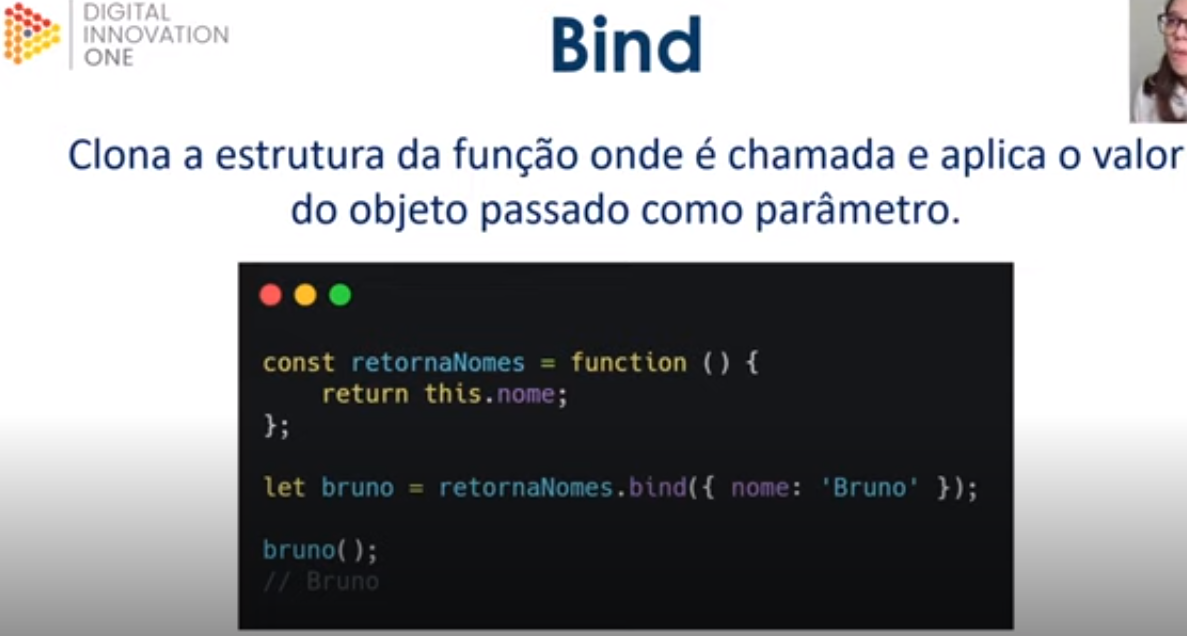 DIGITAL
INNOVATION
ONE
Bind
Clona a estrutura da função onde é chamada e aplica o valor
do objeto passado como parâmetro.
const retornaNomes = function () {
    return this.nome;
};
let bruno = retornaNomes.bind({ nome: 'Bruno' });
bruno();
// Bruno